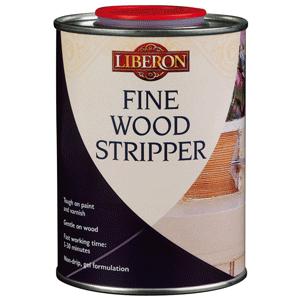 LIBERON
FINE
WOOD
STRIPPER
Tough on paint
and varnish
Gentle on wood
Fast working time:
5-30 minutes
Non-drip, gel formulation